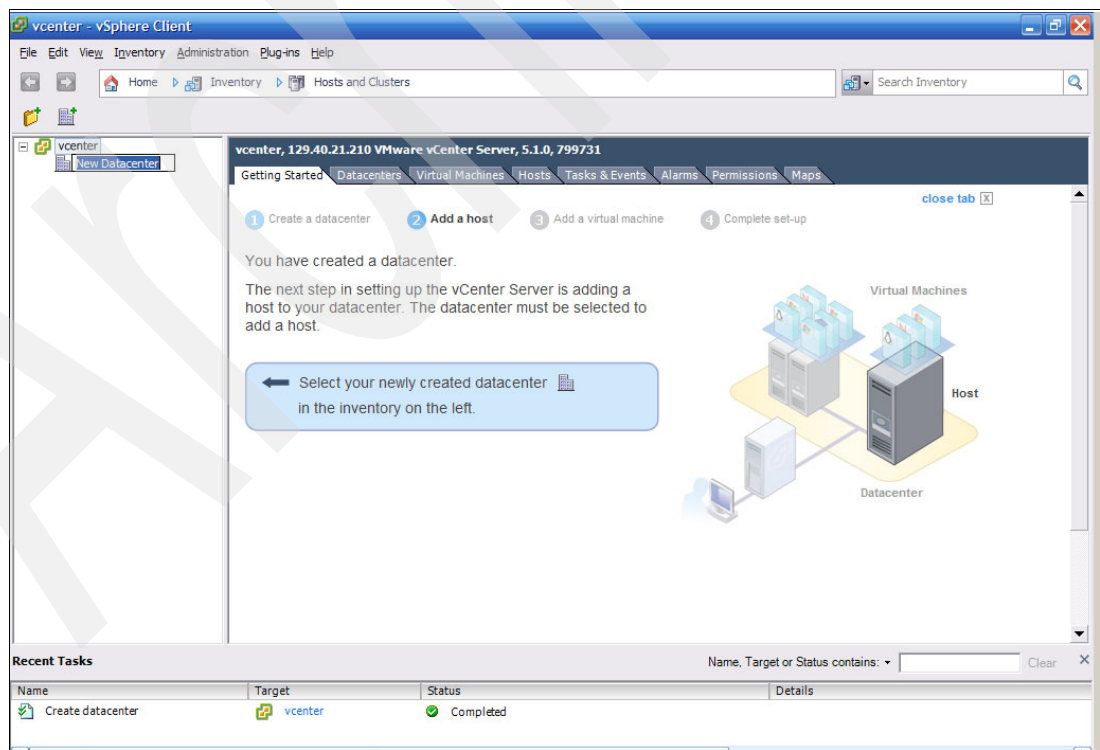 vcenter - vSphere Client
File Edit View Inventory Administration Plug-ins Help
Home Inventory Hosts and Clusters
Search Inventory
vcenter
New Datacenter
vcenter, 129.40.21.210 VMware vCenter Server, 5.1.0, 799731
Getting Started Datacenters Virtual Machines Hosts Tasks & Events Alarms Permissions Maps
close tab X
1 Create a datacenter 2 Add a host 3 Add a virtual machine 4 Complete set-up
You have created a datacenter.
The next step in setting up the vCenter Server is adding a
host to your datacenter. The datacenter must be selected to
add a host.
Select your newly created datacenter
in the inventory on the left.
Virtual Machines
Host
Datacenter
Recent Tasks
Name, Target or Status contains:
Clear
Name Target Status Details
Create datacenter vcenter Completed